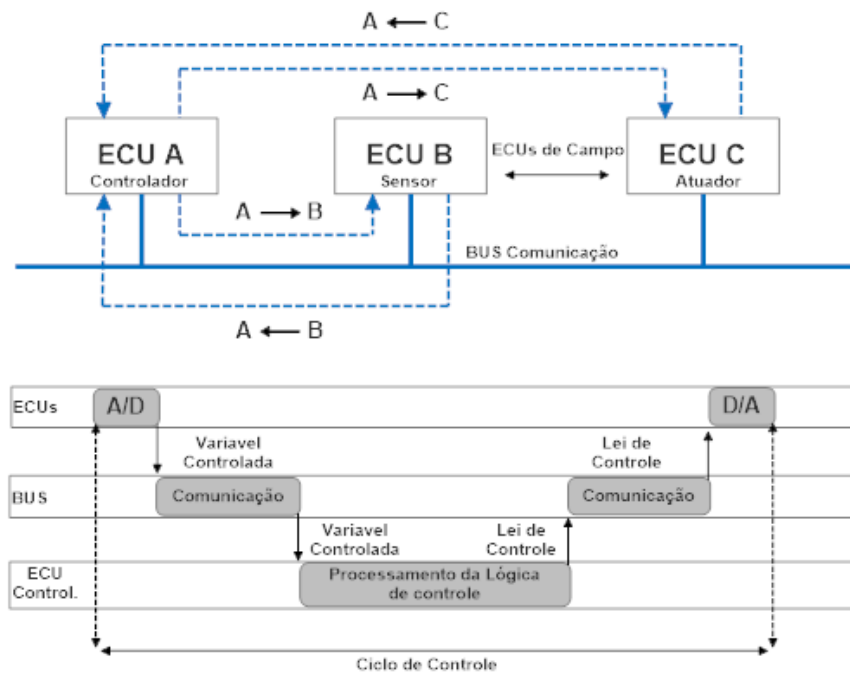 A ← C
A → C
ECU A
Controlador
ECU B
Sensor
ECUs de Campo
ECU C
Atuador
A → B
BUS Comunicação
A ← B
ECUs
A/D
D/A
Variavel
Controlada
Lei de
Controle
BUS
Comunicação
Comunicação
Variavel
Controlada
Lei de
Controle
ECU
Control.
Processamento da Lógica
de controle
Ciclo de Controle